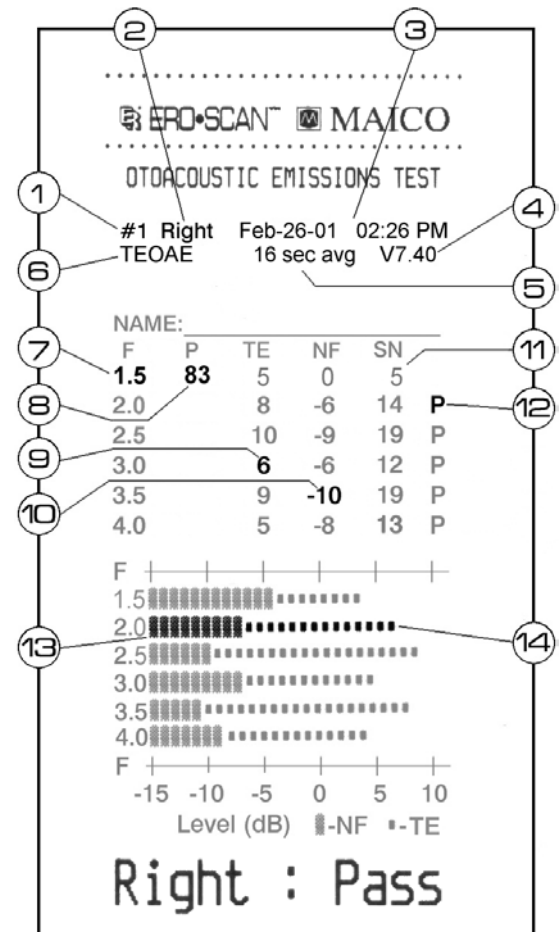 2 3
ERO•SCAN™ MAICO
OTOACOUSTIC EMISSIONS TEST
1
4
#1 Right Feb-26-01 02:26 PM
6 TEOAE 16 sec avg V7.40
5
NAME:
7 F P TE NF SN 11
1.5 83 5 0 5
8 2.0 8 -6 14 P 12
2.5 10 -9 19 P
9 3.0 6 -6 12 P
3.5 9 -10 19 P
10 4.0 5 -8 13 P
F
1.5
13 2.0 14
2.5
3.0
3.5
4.0
F
-15 -10 -5 0 5 10
Level (dB) -NF -TE
Right : Pass